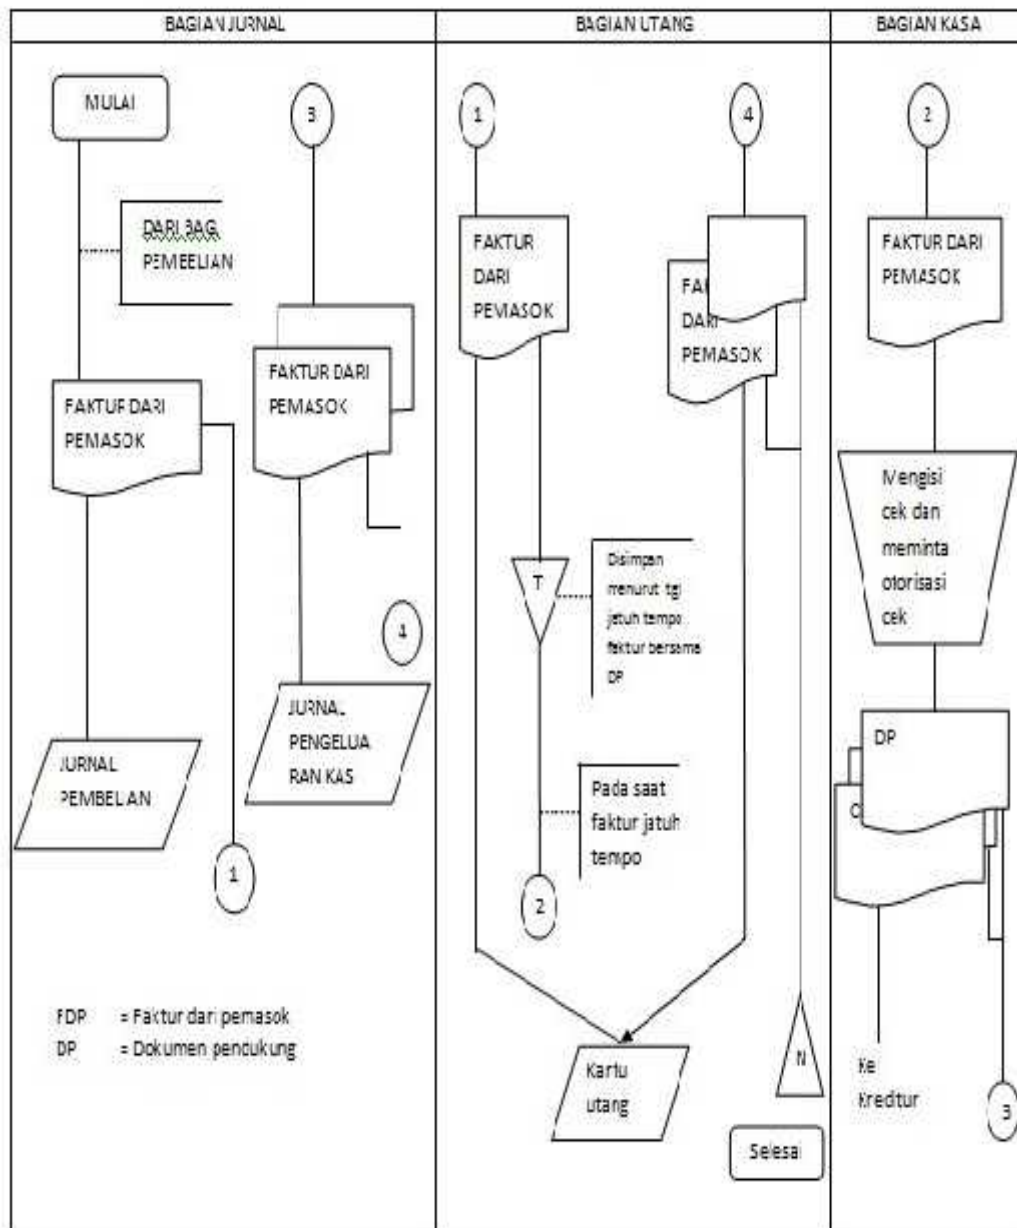 BAGIAN JURNAL
BAGIAN UTANG
BAGIAN KASA
MULAI
3
DARI BAG
PEMEELIAN
FAKTUR DARI
PEMASOK
FAKTUR DARI
PEMASOK
4
JURNAL
PEMBELIAN
JURNAL
PENGELUA
RAN KAS
1
FDP = Faktur dari pemasok
DP = Dokumen pendukung
1
4
FAKTUR
DARI
PEMASOK
FA
DARI
PEMASOK
T
Disimpan
menurut tgl
jatuh tempo
faktur bersama
DP
Pada saat
faktur jatuh
tempo
2
Kartu
utang
N
Selesai
2
FAKTUR DARI
PEMASOK
Mengisi
cek dan
meminta
otorisasi
cek
DP
Ke
Kreditur
3